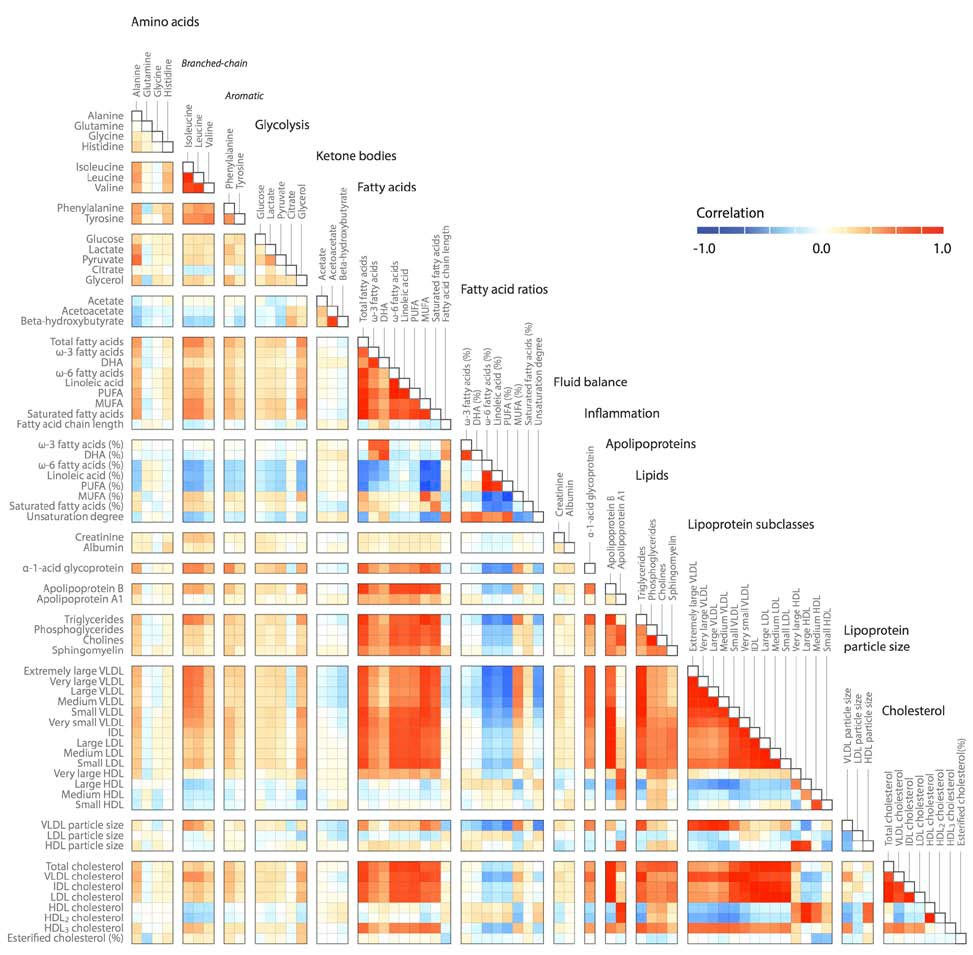 Amino acids
Branched-chain
Aromatic
Glycolysis
Ketone bodies
Fatty acids
Fatty acid ratios
Fluid balance
Inflammation
Apolipoproteins
Lipids
Lipoprotein subclasses
Lipoprotein
particle size
Cholesterol
Correlation
-1.0 0.0 1.0
Alanine
Glutamine
Glycine
Histidine
Isoleucine
Leucine
Valine
Phenylalanine
Tyrosine
Glucose
Lactate
Pyruvate
Citrate
Glycerol
Acetate
Acetoacetate
Beta-hydroxybutyrate
Total fatty acids
ω-3 fatty acids
DHA
ω-6 fatty acids
Linoleic acid
PUFA
MUFA
Saturated fatty acids
Fatty acid chain length
ω-3 fatty acids (%)
DHA (%)
ω-6 fatty acids (%)
Linoleic acid (%)
PUFA (%)
MUFA (%)
Saturated fatty acids (%)
Unsaturation degree
Creatinine
Albumin
α-1-acid glycoprotein
Apolipoprotein B
Apolipoprotein A1
Triglycerides
Phosphoglycerides
Cholines
Sphingomyelin
Extremely large VLDL
Very large VLDL
Large VLDL
Medium VLDL
Small VLDL
Very small VLDL
IDL
Large LDL
Medium LDL
Small LDL
Very large HDL
Large HDL
Medium HDL
Small HDL
VLDL particle size
LDL particle size
HDL particle size
Total cholesterol
VLDL cholesterol
IDL cholesterol
LDL cholesterol
HDL cholesterol
HDL₂ cholesterol
HDL₃ cholesterol
Esterified cholesterol (%)
Alanine
Glutamine
Glycine
Histidine
Isoleucine
Leucine
Valine
Phenylalanine
Tyrosine
Glucose
Lactate
Pyruvate
Citrate
Glycerol
Acetate
Acetoacetate
Beta-hydroxybutyrate
Total fatty acids
ω-3 fatty acids
DHA
ω-6 fatty acids
Linoleic acid
PUFA
MUFA
Saturated fatty acids
Fatty acid chain length
ω-3 fatty acids (%)
DHA (%)
ω-6 fatty acids (%)
Linoleic acid (%)
PUFA (%)
MUFA (%)
Saturated fatty acids (%)
Unsaturation degree
Creatinine
Albumin
α-1-acid glycoprotein
Apolipoprotein B
Apolipoprotein A1
Triglycerides
Phosphoglycerides
Cholines
Sphingomyelin
Extremely large VLDL
Very large VLDL
Large VLDL
Medium VLDL
Small VLDL
Very small VLDL
IDL
Large LDL
Medium LDL
Small LDL
Very large HDL
Large HDL
Medium HDL
Small HDL
VLDL particle size
LDL particle size
HDL particle size
Total cholesterol
VLDL cholesterol
IDL cholesterol
LDL cholesterol
HDL cholesterol
HDL₂ cholesterol
HDL₃ cholesterol
Esterified cholesterol(%)